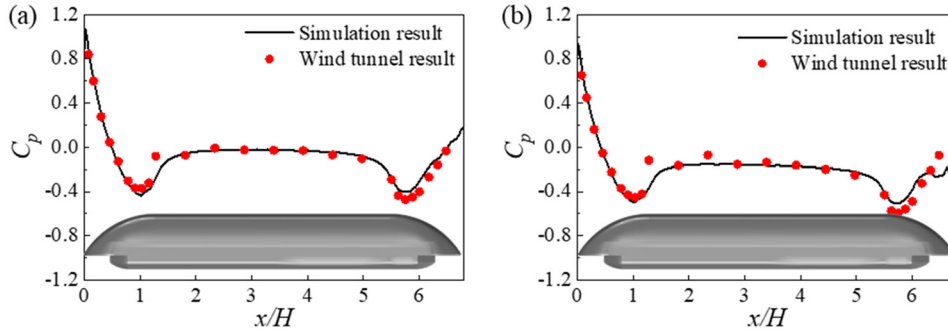 (a)
1.2
0.8
0.4
0.0
-0.4
-0.8
-1.2
Cp
Simulation result
Wind tunnel result
0 1 2 3 4 5 6
x/H
(b)
1.2
0.8
0.4
0.0
-0.4
-0.8
-1.2
Cp
Simulation result
Wind tunnel result
0 1 2 3 4 5 6
x/H